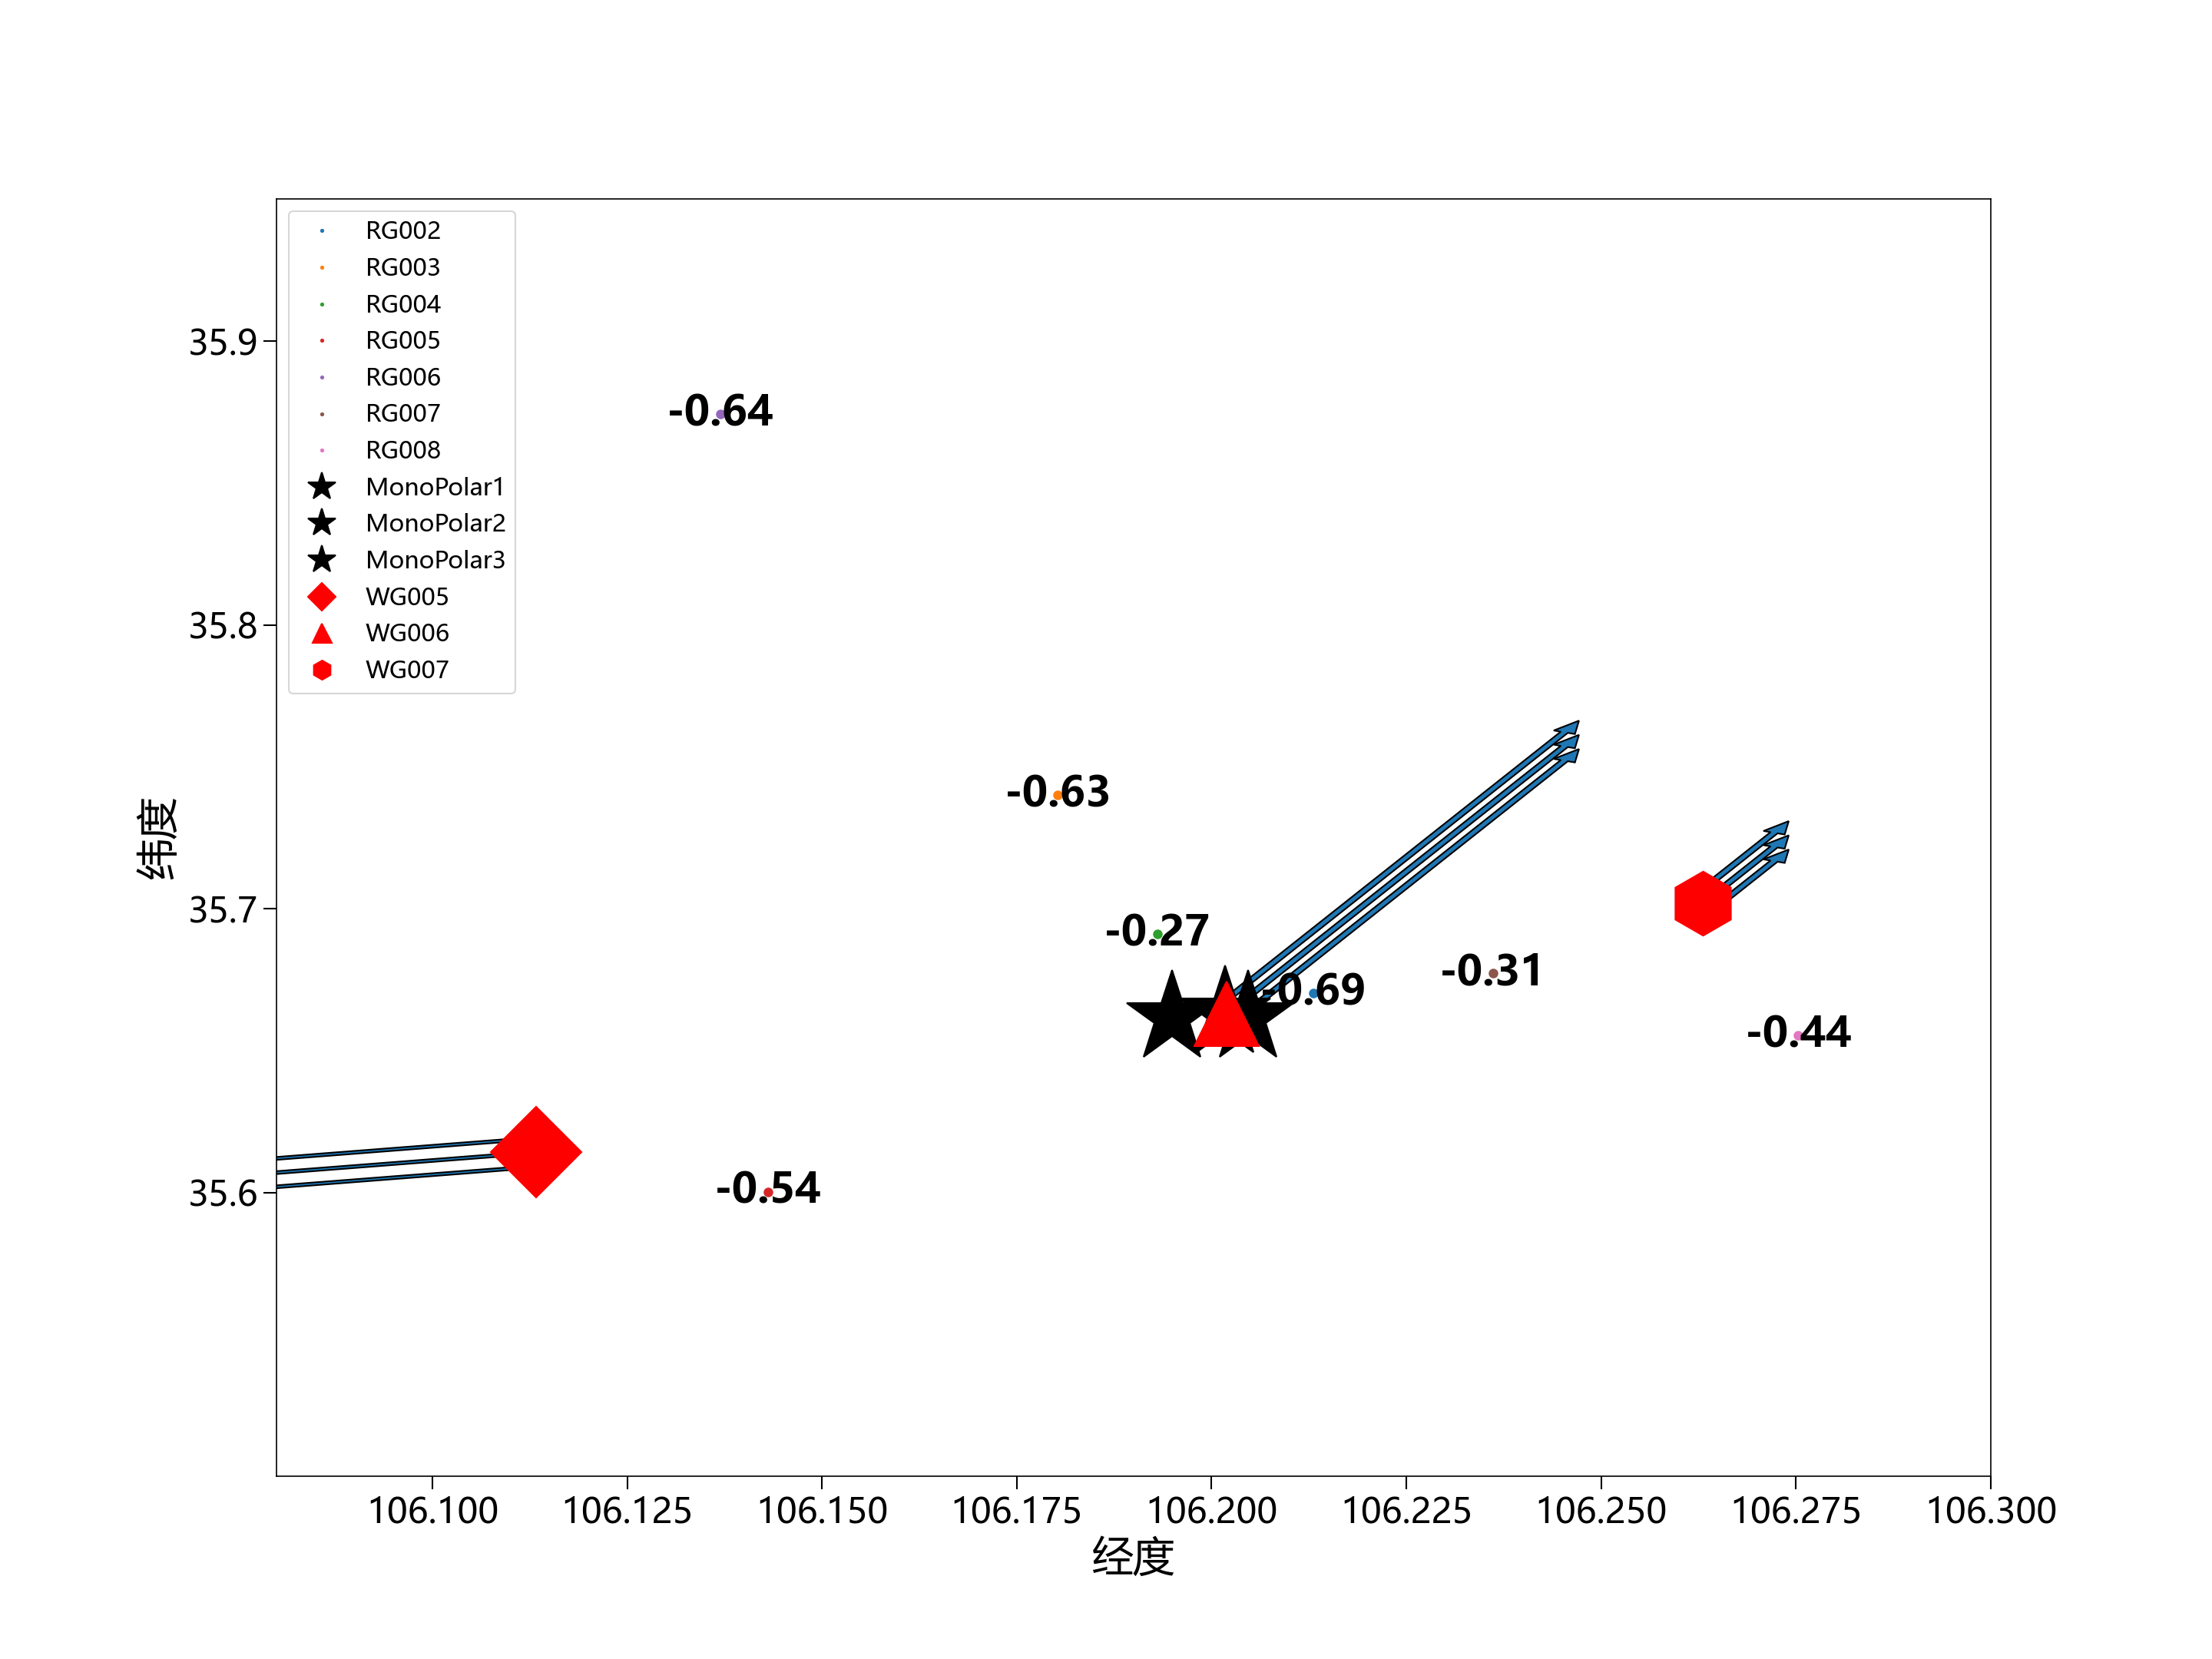 RG002
RG003
RG004
RG005
RG006
RG007
RG008
MonoPolar1
MonoPolar2
MonoPolar3
WG005
WG006
WG007
35.9
35.8
35.7
35.6
纬度
-0.64
-0.63
-0.27
-0.31
-0.69
-0.44
-0.54
106.100
106.125
106.150
106.175
106.200
106.225
106.250
106.275
106.300
经度